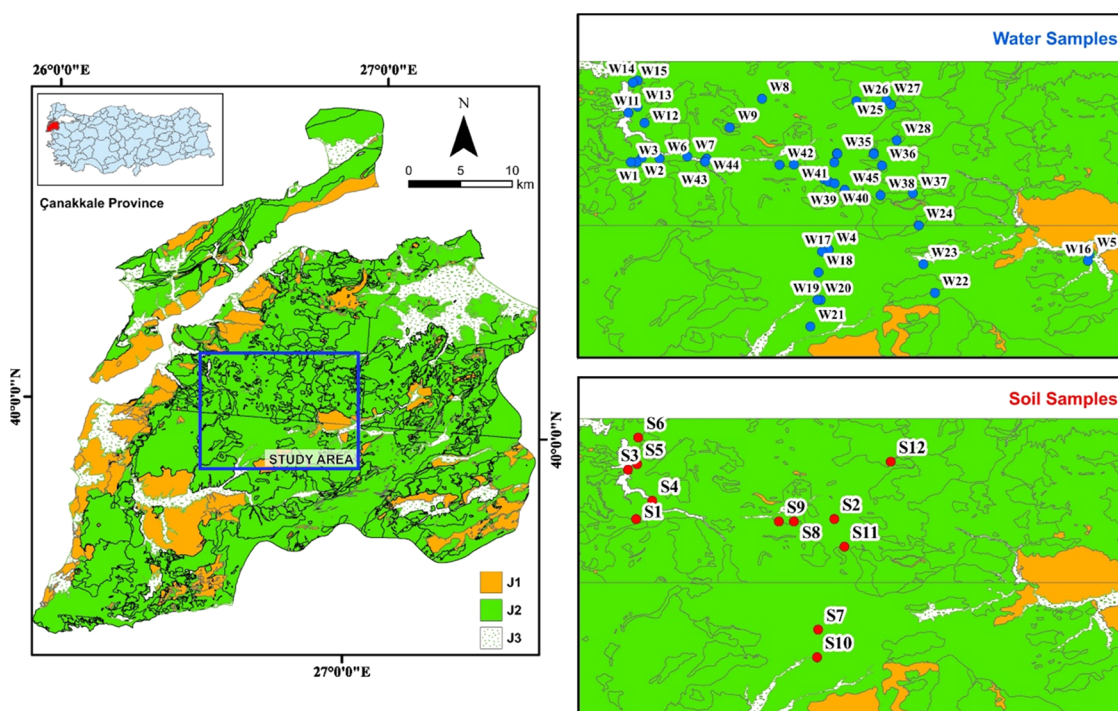 26°0'0"E
27°0'0"E
Çanakkale Province
N
0
5
10
km
40°0'0"N
40°0'0"N
STUDY AREA
J1
J2
J3
27°0'0"E
Water Samples
W14
W15
W13
W11
W12
W8
W9
W26
W27
W25
W28
W3
W6
W7
W1
W2
W43
W44
W42
W35
W36
W41
W45
W39
W40
W38
W37
W24
W17
W4
W18
W23
W16
W5
W19
W20
W22
W21
Soil Samples
S6
S5
S3
S4
S1
S12
S9
S2
S8
S11
S7
S10